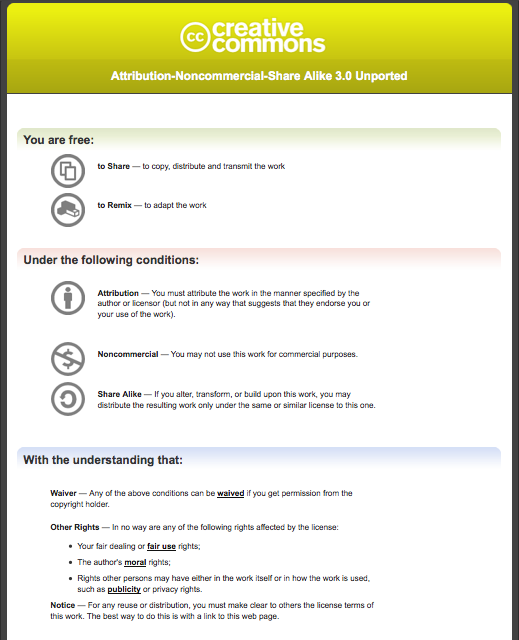 cc creative
commons
Attribution-Noncommercial-Share Alike 3.0 Unported
You are free:
to Share — to copy, distribute and transmit the work
to Remix — to adapt the work
Under the following conditions:
Attribution — You must attribute the work in the manner specified by the
author or licensor (but not in any way that suggests that they endorse you or
your use of the work).
Noncommercial — You may not use this work for commercial purposes.
Share Alike — If you alter, transform, or build upon this work, you may
distribute the resulting work only under the same or similar license to this one.
With the understanding that:
Waiver — Any of the above conditions can be waived if you get permission from the
copyright holder.
Other Rights — In no way are any of the following rights affected by the license:
• Your fair dealing or fair use rights;
• The author's moral rights;
• Rights other persons may have either in the work itself or in how the work is used,
such as publicity or privacy rights.
Notice — For any reuse or distribution, you must make clear to others the license terms of
this work. The best way to do this is with a link to this web page.